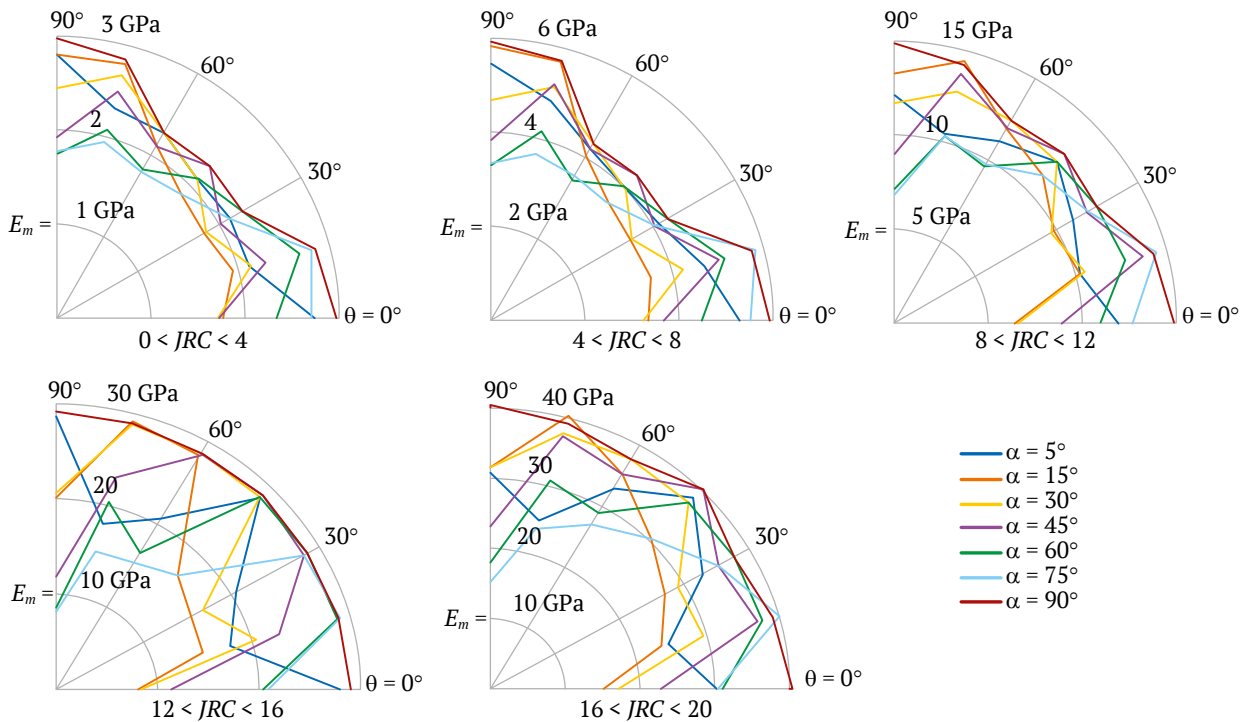 90°
3 GPa
60°
2
30°
1 GPa
E_m =
θ = 0°
0 < JRC < 4
90°
6 GPa
60°
4
30°
2 GPa
E_m =
θ = 0°
4 < JRC < 8
90°
15 GPa
60°
10
30°
5 GPa
E_m =
θ = 0°
8 < JRC < 12
90°
30 GPa
60°
20
30°
10 GPa
E_m =
θ = 0°
12 < JRC < 16
90°
40 GPa
60°
30
30°
20
10 GPa
E_m =
θ = 0°
16 < JRC < 20
α = 5°
α = 15°
α = 30°
α = 45°
α = 60°
α = 75°
α = 90°